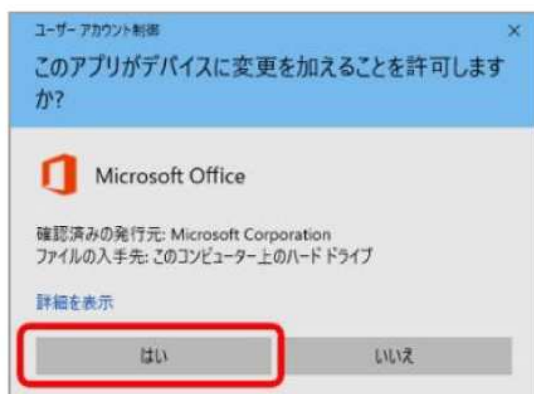 ユーザー アカウント制御
このアプリがデバイスに変更を加えることを許可します
か?
Microsoft Office
確認済みの発行元: Microsoft Corporation
ファイルの入手先: このコンピューター上のハード ドライブ
詳細を表示
はい
いいえ